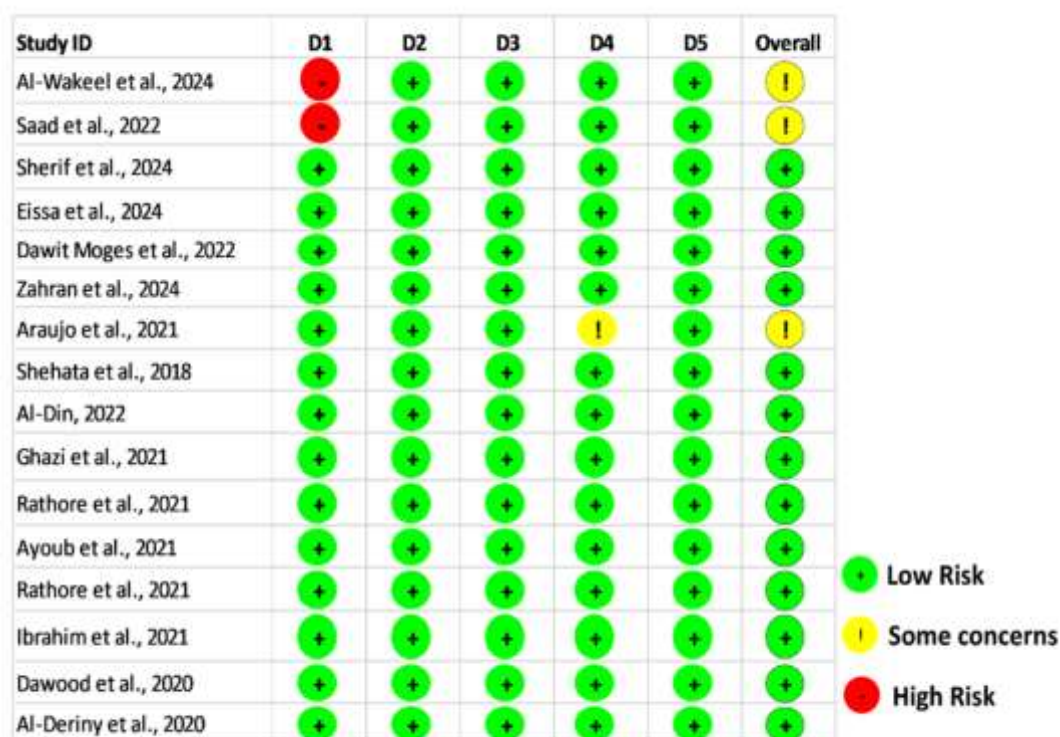 Study ID D1 D2 D3 D4 D5 Overall
Al-Wakeel et al., 2024 - + + + + !
Saad et al., 2022 - + + + + !
Sherif et al., 2024 + + + + + +
Eissa et al., 2024 + + + + + +
Dawit Moges et al., 2022 + + + + + +
Zahran et al., 2024 + + + + + +
Araujo et al., 2021 + + + ! + !
Shehata et al., 2018 + + + + + +
Al-Din, 2022 + + + + + +
Ghazi et al., 2021 + + + + + +
Rathore et al., 2021 + + + + + +
Ayoub et al., 2021 + + + + + +
Rathore et al., 2021 + + + + + +
Ibrahim et al., 2021 + + + + + +
Dawood et al., 2020 + + + + + +
Al-Deriny et al., 2020 + + + + + +
+ Low Risk
! Some concerns
- High Risk